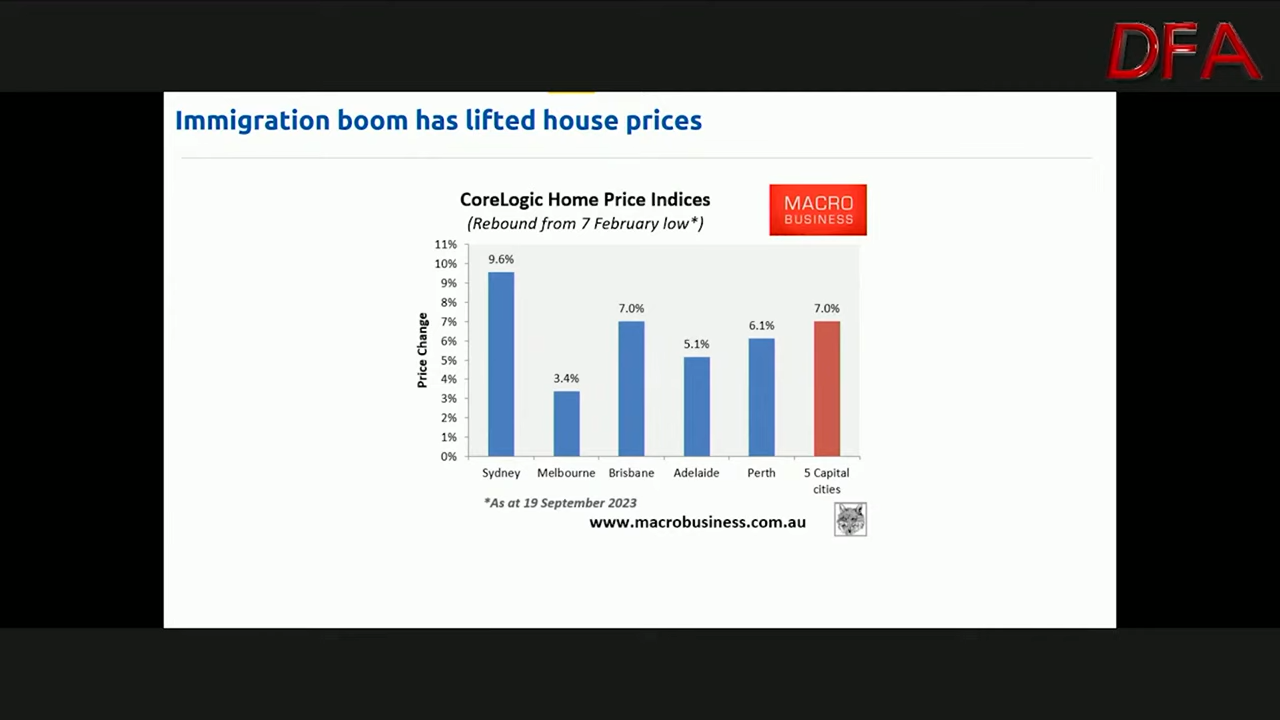 DFA
Immigration boom has lifted house prices
CoreLogic Home Price Indices
(Rebound from 7 February low*)
MACRO
BUSINESS
Price Change
11%
10%
9%
8%
7%
6%
5%
4%
3%
2%
1%
0%
9.6%
3.4%
7.0%
5.1%
6.1%
7.0%
Sydney
Melbourne
Brisbane
Adelaide
Perth
5 Capital
cities
*As at 19 September 2023
www.macrobusiness.com.au